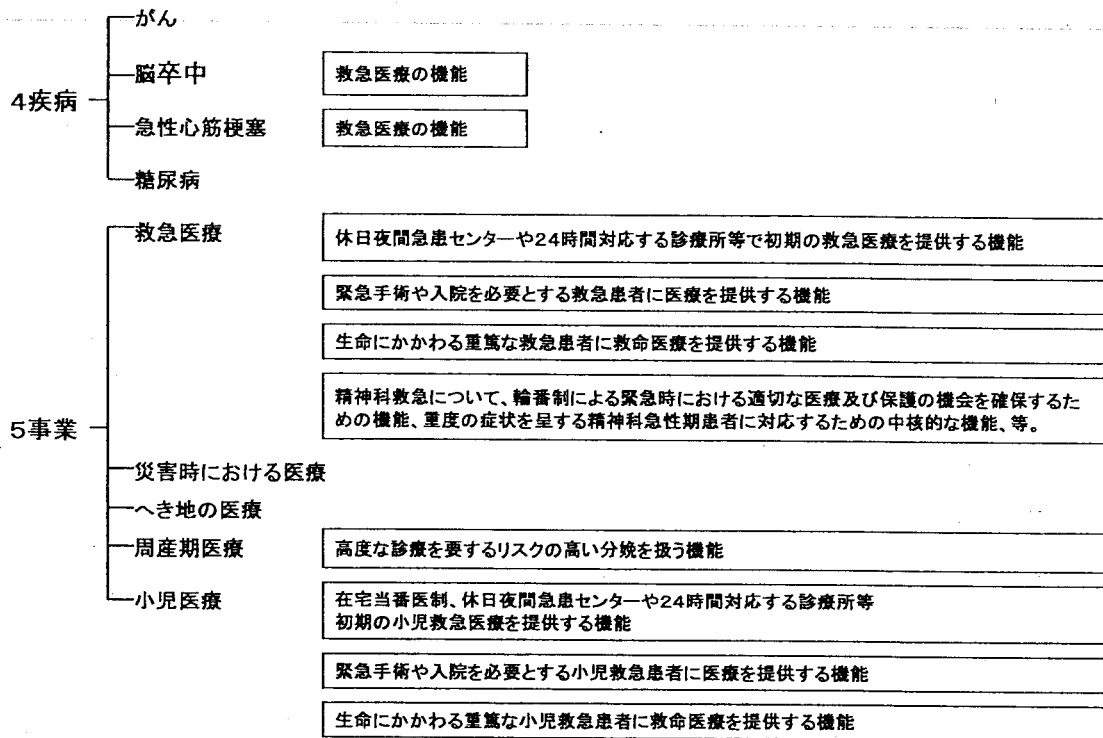 がん
4疾病
脳卒中
救急医療の機能
急性心筋梗塞
救急医療の機能
糖尿病
5事業
救急医療
休日夜間急患センターや24時間対応する診療所等で初期の救急医療を提供する機能
緊急手術や入院を必要とする救急患者に医療を提供する機能
生命にかかわる重篤な救急患者に救命医療を提供する機能
精神科救急について、輪番制による緊急時における適切な医療及び保護の機会を確保するた
めの機能、重度の症状を呈する精神科急性期患者に対応するための中核的な機能、等。
災害時における医療
へき地の医療
周産期医療
高度な診療を要するリスクの高い分娩を扱う機能
小児医療
在宅当番医制、休日夜間急患センターや24時間対応する診療所等
初期の小児救急医療を提供する機能
緊急手術や入院を必要とする小児救急患者に医療を提供する機能
生命にかかわる重篤な小児救急患者に救命医療を提供する機能